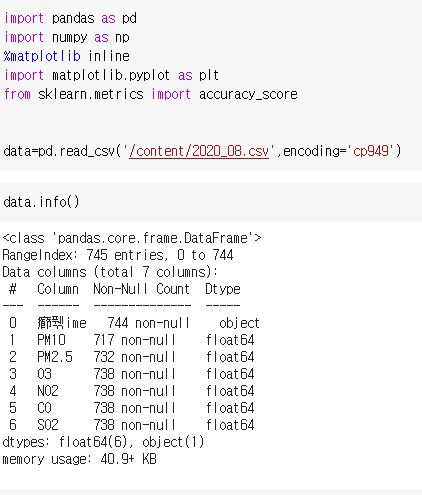 import pandas as pd
import numpy as np
%matplotlib inline
import matplotlib.pyplot as plt
from sklearn.metrics import accuracy_score
data=pd.read_csv('/content/2020_08.csv',encoding='cp949')
data.info()
<class 'pandas.core.frame.DataFrame'>
RangeIndex: 745 entries, 0 to 744
Data columns (total 7 columns):
#   Column  Non-Null Count  Dtype
---  ------  --------------  -----
0   ime   744 non-null   object
1   PM10    717 non-null    float64
2   PM2.5   732 non-null    float64
3   O3      738 non-null    float64
4   NO2     738 non-null    float64
5   CO      738 non-null    float64
6   SO2     738 non-null    float64
dtypes: float64(6), object(1)
memory usage: 40.9+ KB